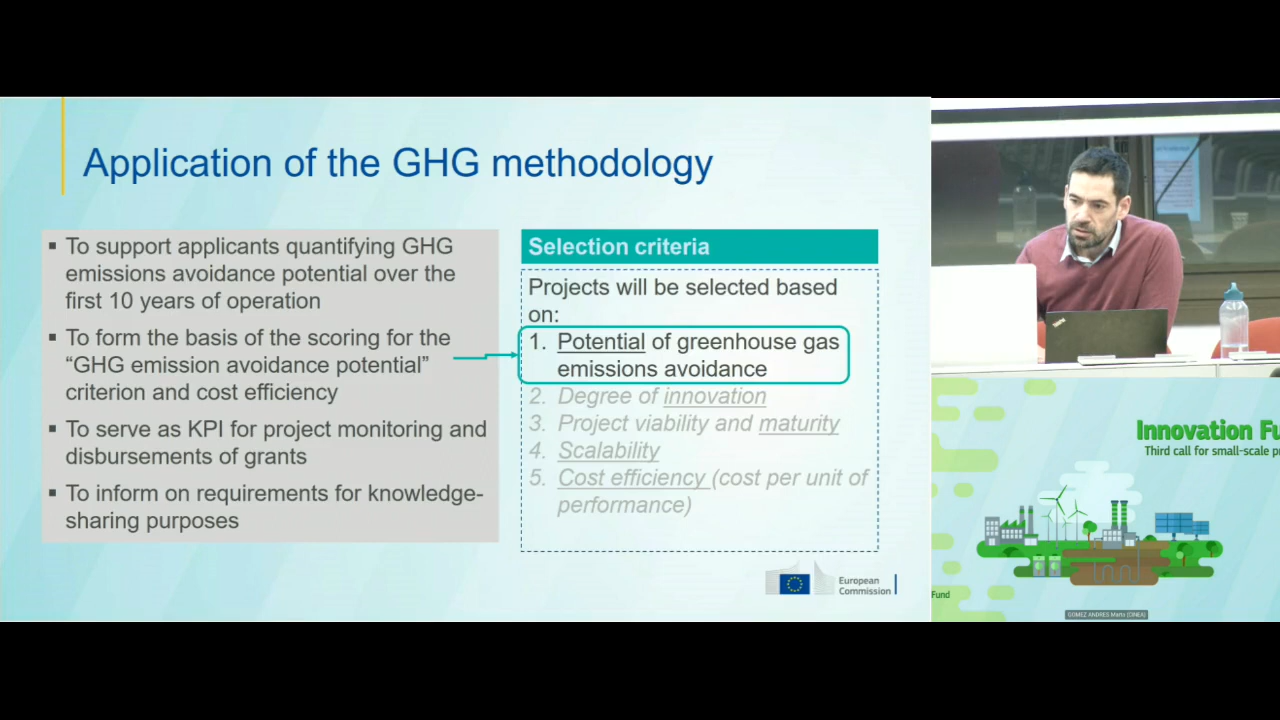 Application of the GHG methodology
▪ To support applicants quantifying GHG
emissions avoidance potential over the
first 10 years of operation
▪ To form the basis of the scoring for the
“GHG emission avoidance potential”
criterion and cost efficiency
▪ To serve as KPI for project monitoring and
disbursements of grants
▪ To inform on requirements for knowledge-
sharing purposes
Selection criteria
Projects will be selected based
on:
1. Potential of greenhouse gas
emissions avoidance
2. Degree of innovation
3. Project viability and maturity
4. Scalability
5. Cost efficiency (cost per unit of
performance)
European
Commission
Innovation Fu
Third call for small-scale pr
Fund
GOMEZ ANDRES Mario (CINEA)